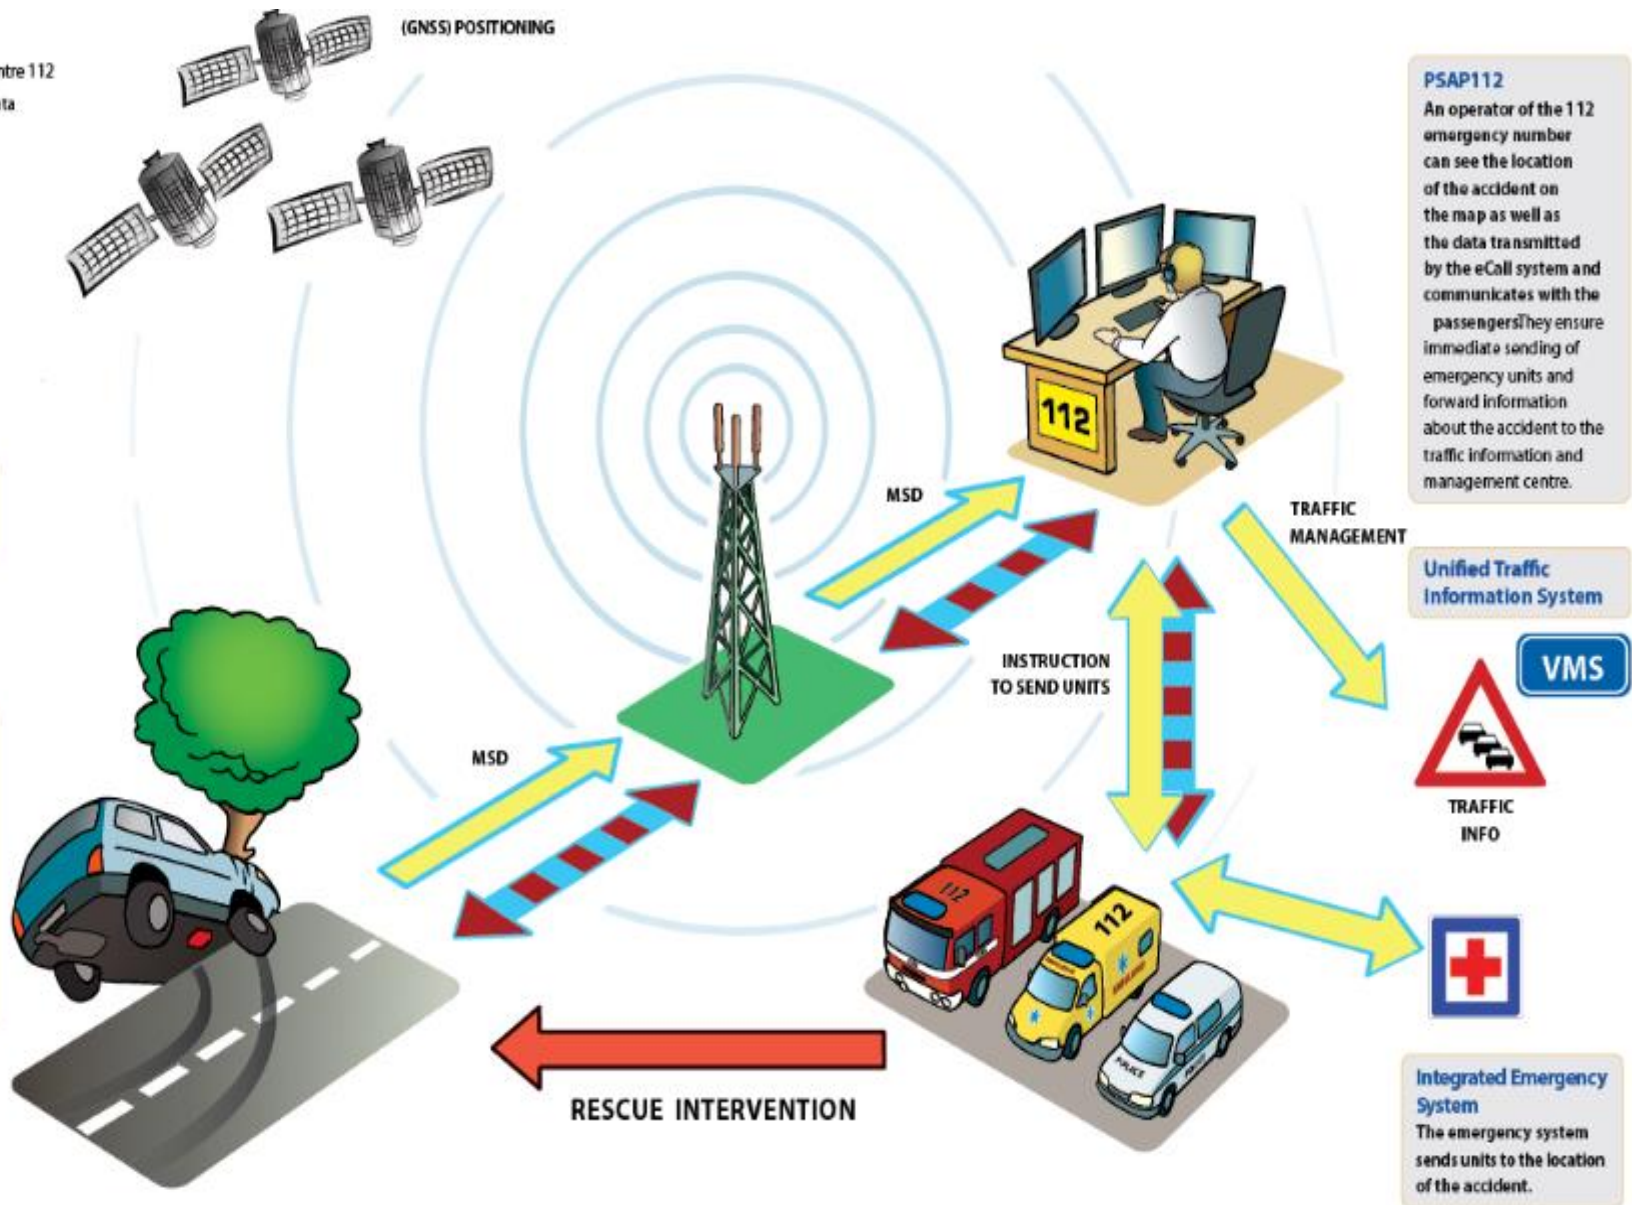 (GNSS) POSITIONING
ntre 112
ta
PSAP112
An operator of the 112
emergency number
can see the location
of the accident on
the map as well as
the data transmitted
by the eCall system and
communicates with the
passengersThey ensure
immediate sending of
emergency units and
forward information
about the accident to the
traffic information and
management centre.
112
MSD
TRAFFIC
MANAGEMENT
Unified Traffic
Information System
VMS
INSTRUCTION
TO SEND UNITS
MSD
TRAFFIC
INFO
112
112
POLICE
RESCUE INTERVENTION
Integrated Emergency
System
The emergency system
sends units to the location
of the accident.